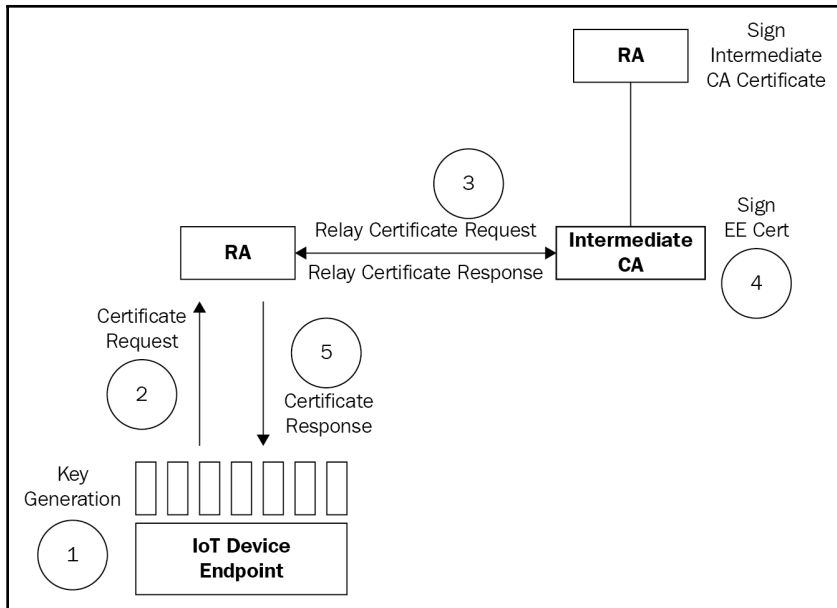 RA
Sign
Intermediate
CA Certificate
3
Relay Certificate Request
Relay Certificate Response
RA
Intermediate
CA
Sign
EE Cert
4
Certificate
Request
2
5
Certificate
Response
Key
Generation
1
IoT Device
Endpoint